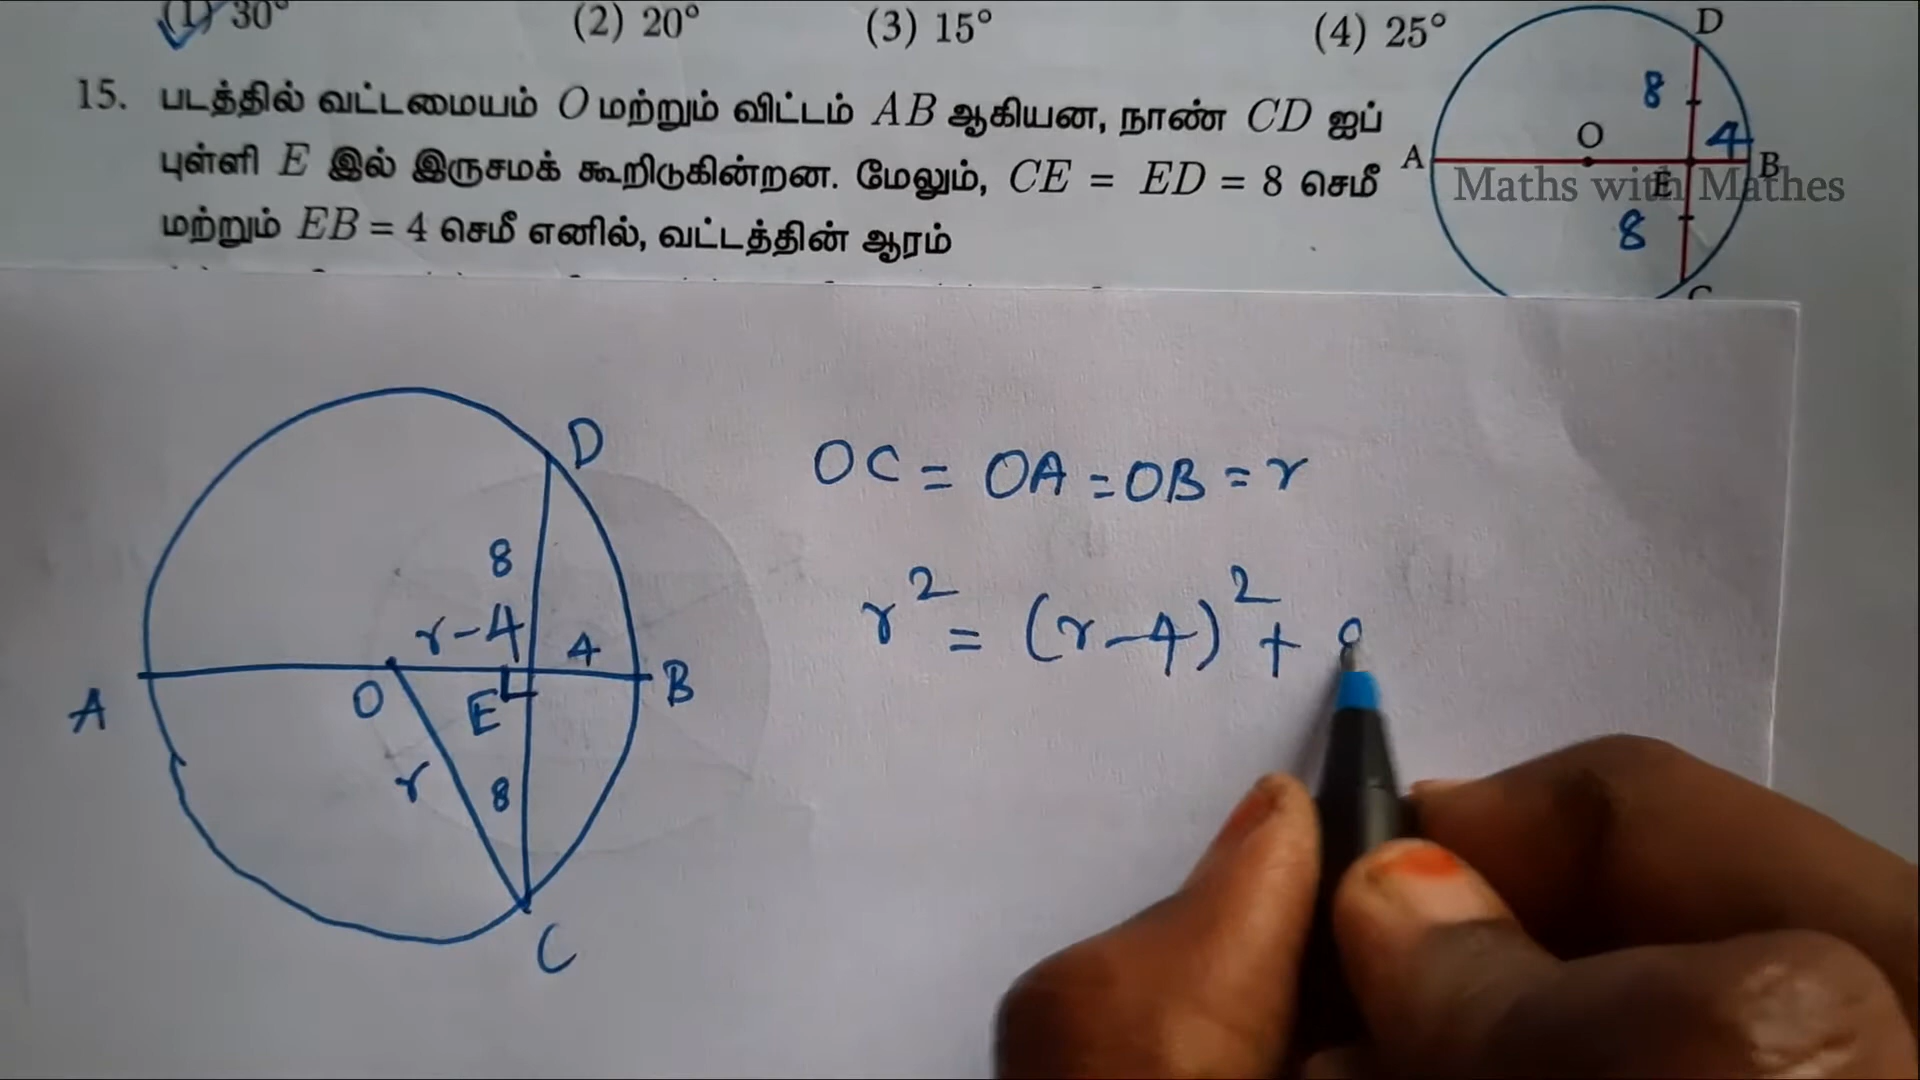 (1) 30° (2) 20° (3) 15° (4) 25°
15. படத்தில் வட்டமையம் O மற்றும் விட்டம் AB ஆகியன, நாண் CD ஐப்
புள்ளி E இல் இருசமக் கூறிடுகின்றன. மேலும், CE = ED = 8 செமீ
மற்றும் EB = 4 செமீ எனில், வட்டத்தின் ஆரம்
D
8
4
O
A
B
E
8
C
Maths with Mathes
D
8
r-4
4
A
O
E
B
r
8
C
OC = OA = OB = r
r² = (r-4)² + 8